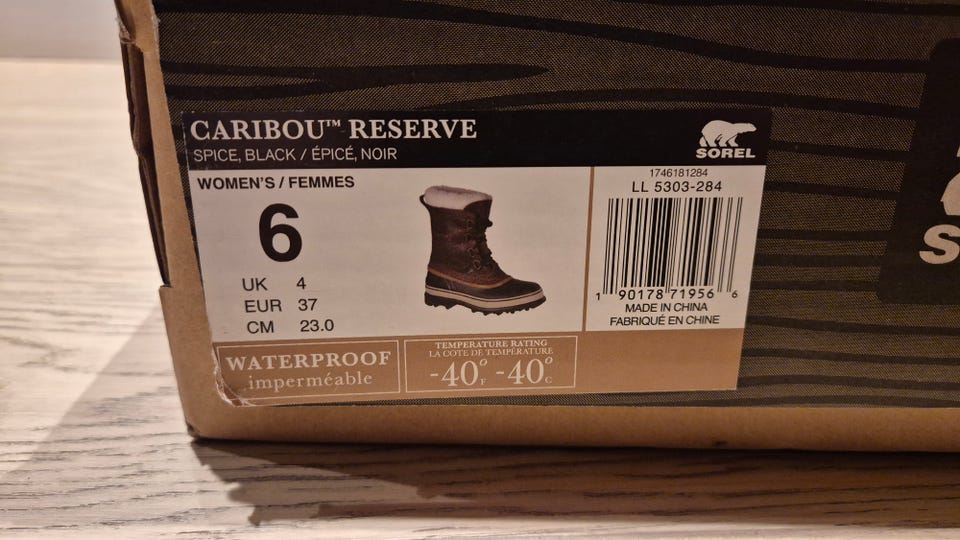 CARIBOU™ RESERVE
SPICE, BLACK / ÉPICÉ, NOIR
SOREL
WOMEN'S / FEMMES
6
UK 4
EUR 37
CM 23.0
1746181284
LL 5303-284
1 90178 71956 6
MADE IN CHINA
FABRIQUÉ EN CHINE
WATERPROOF
imperméable
TEMPERATURE RATING
LA COTE DE TEMPÉRATURE
-40°F -40°C
S